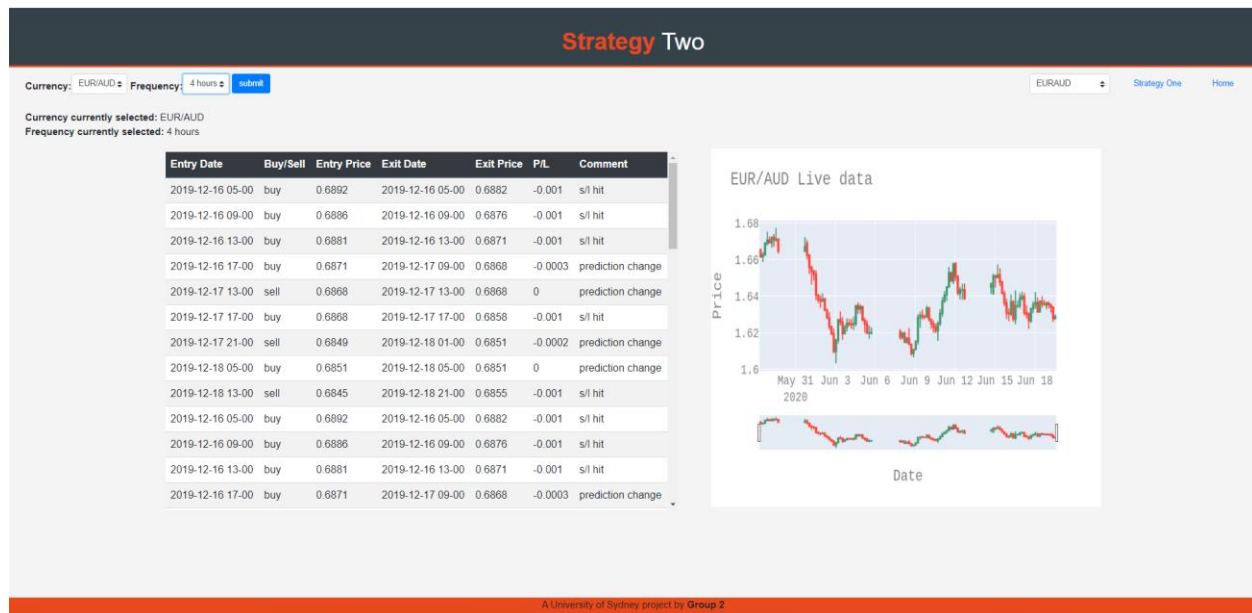 Strategy Two
Currency: EUR/AUD Frequency: 4 hours submit EURAUD Strategy One Home
Currency currently selected: EUR/AUD
Frequency currently selected: 4 hours
Entry Date Buy/Sell Entry Price Exit Date Exit Price P/L Comment
2019-12-16 05-00 buy 0.6892 2019-12-16 05-00 0.6882 -0.001 s/l hit
2019-12-16 09-00 buy 0.6886 2019-12-16 09-00 0.6876 -0.001 s/l hit
2019-12-16 13-00 buy 0.6881 2019-12-16 13-00 0.6871 -0.001 s/l hit
2019-12-16 17-00 buy 0.6871 2019-12-17 09-00 0.6868 -0.0003 prediction change
2019-12-17 13-00 sell 0.6868 2019-12-17 13-00 0.6868 0 prediction change
2019-12-17 17-00 buy 0.6868 2019-12-17 17-00 0.6858 -0.001 s/l hit
2019-12-17 21-00 sell 0.6849 2019-12-18 01-00 0.6851 -0.0002 prediction change
2019-12-18 05-00 buy 0.6851 2019-12-18 05-00 0.6851 0 prediction change
2019-12-18 13-00 sell 0.6845 2019-12-18 21-00 0.6855 -0.001 s/l hit
2019-12-16 05-00 buy 0.6892 2019-12-16 05-00 0.6882 -0.001 s/l hit
2019-12-16 09-00 buy 0.6886 2019-12-16 09-00 0.6876 -0.001 s/l hit
2019-12-16 13-00 buy 0.6881 2019-12-16 13-00 0.6871 -0.001 s/l hit
2019-12-16 17-00 buy 0.6871 2019-12-17 09-00 0.6868 -0.0003 prediction change
EUR/AUD Live data
Price
1.68
1.66
1.64
1.62
1.6
May 31 Jun 3 Jun 6 Jun 9 Jun 12 Jun 15 Jun 18
2020
Date
A University of Sydney project by Group 2